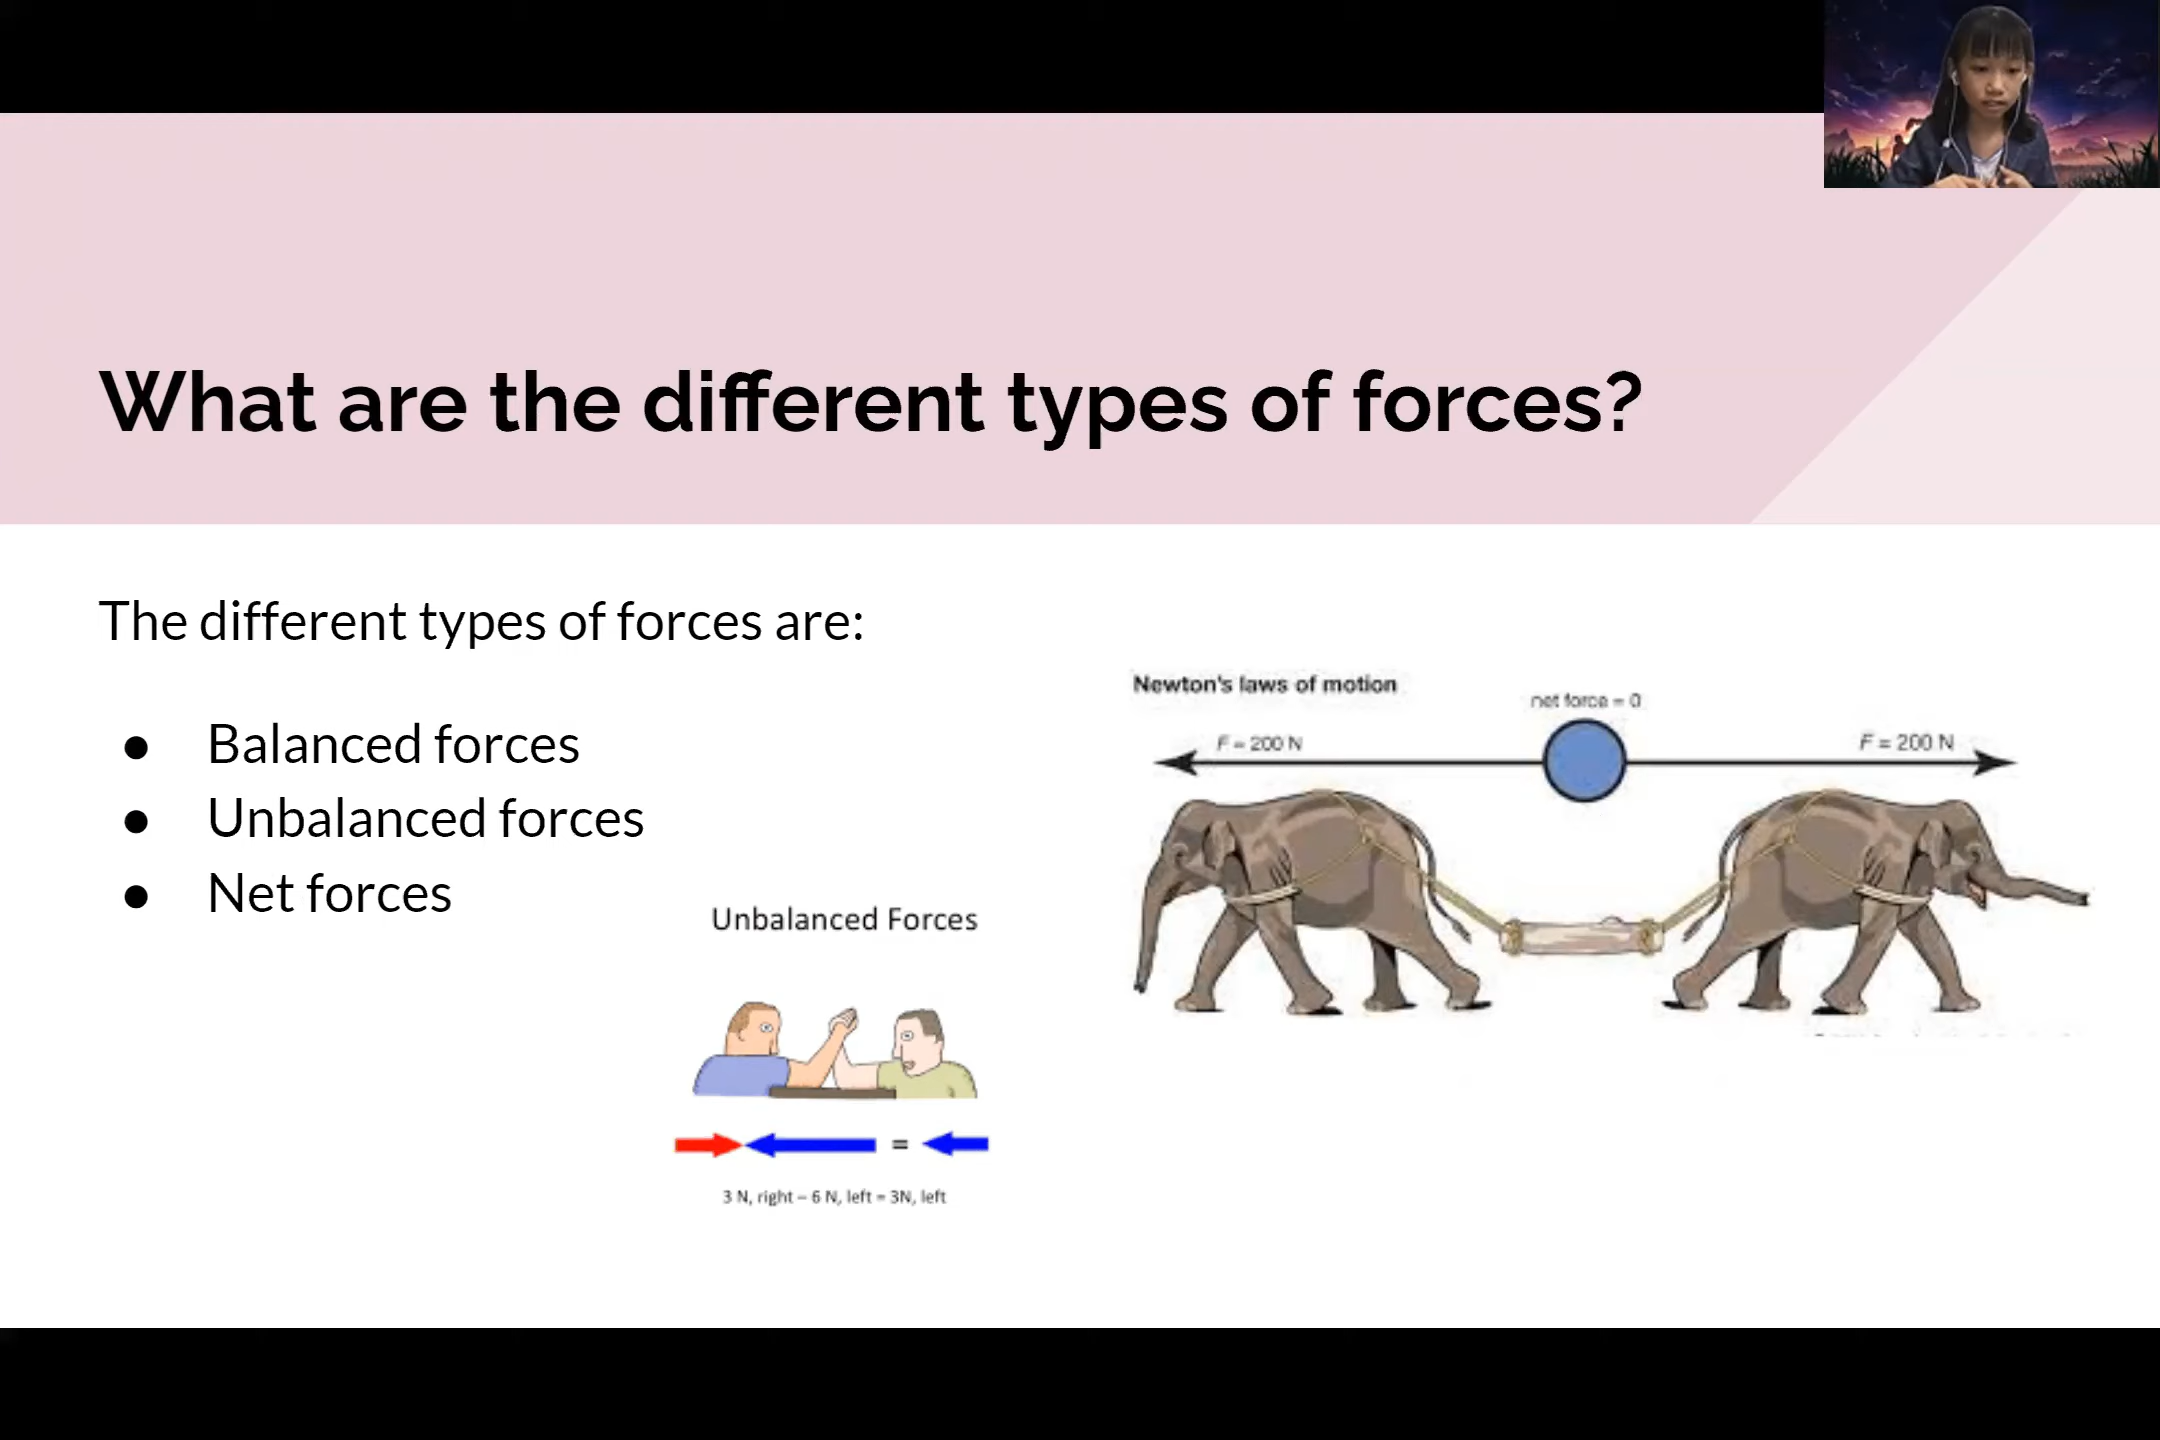 What are the different types of forces?
The different types of forces are:
● Balanced forces
● Unbalanced forces
● Net forces
Unbalanced Forces
=
3 N, right – 6 N, left = 3N, left
Newton's laws of motion
net force = 0
F = 200 N
F = 200 N